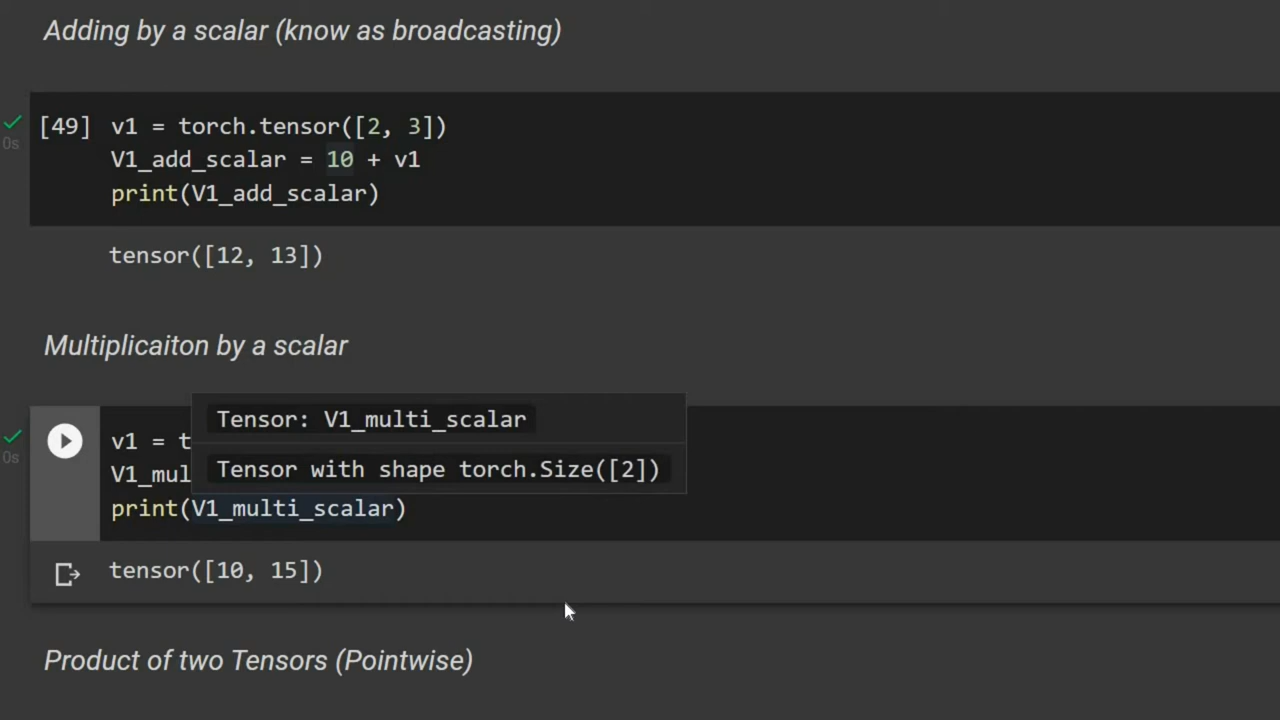 Adding by a scalar (know as broadcasting)
[49] v1 = torch.tensor([2, 3])
V1_add_scalar = 10 + v1
print(V1_add_scalar)
0s
tensor([12, 13])
Multiplicaiton by a scalar
Tensor: V1_multi_scalar
v1 = t
0s
Tensor with shape torch.Size([2])
V1_mul
print(V1_multi_scalar)
tensor([10, 15])
Product of two Tensors (Pointwise)